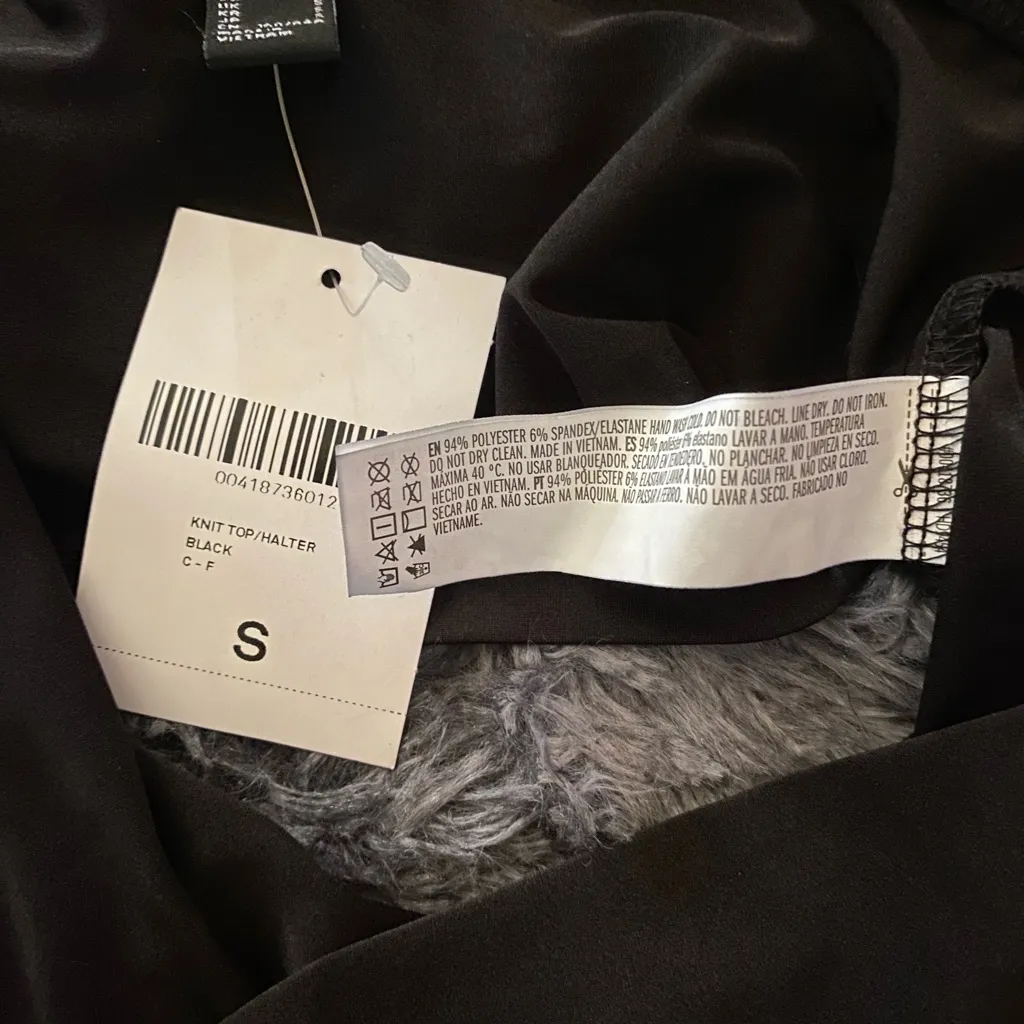 VIETNAM
00418736012
KNIT TOP/HALTER
BLACK
C - F
S
EN 94% POLYESTER 6% SPANDEX/ELASTANE HAND WASH COLD. DO NOT BLEACH. LINE DRY. DO NOT IRON.
DO NOT DRY CLEAN. MADE IN VIETNAM. ES 94% poliéster 6% elastano LAVAR A MANO. TEMPERATURA
MÁXIMA 40 °C. NO USAR BLANQUEADOR. SECADO EN TENDEDERO. NO PLANCHAR. NO LIMPIEZA EN SECO.
HECHO EN VIETNAM. PT 94% POLIÉSTER 6% ELASTANO LAVAR À MÃO EM ÁGUA FRIA. NÃO USAR CLORO.
SECAR AO AR. NÃO SECAR NA MÁQUINA. NÃO PASSAR A FERRO. NÃO LAVAR A SECO. FABRICADO NO
VIETNAME.